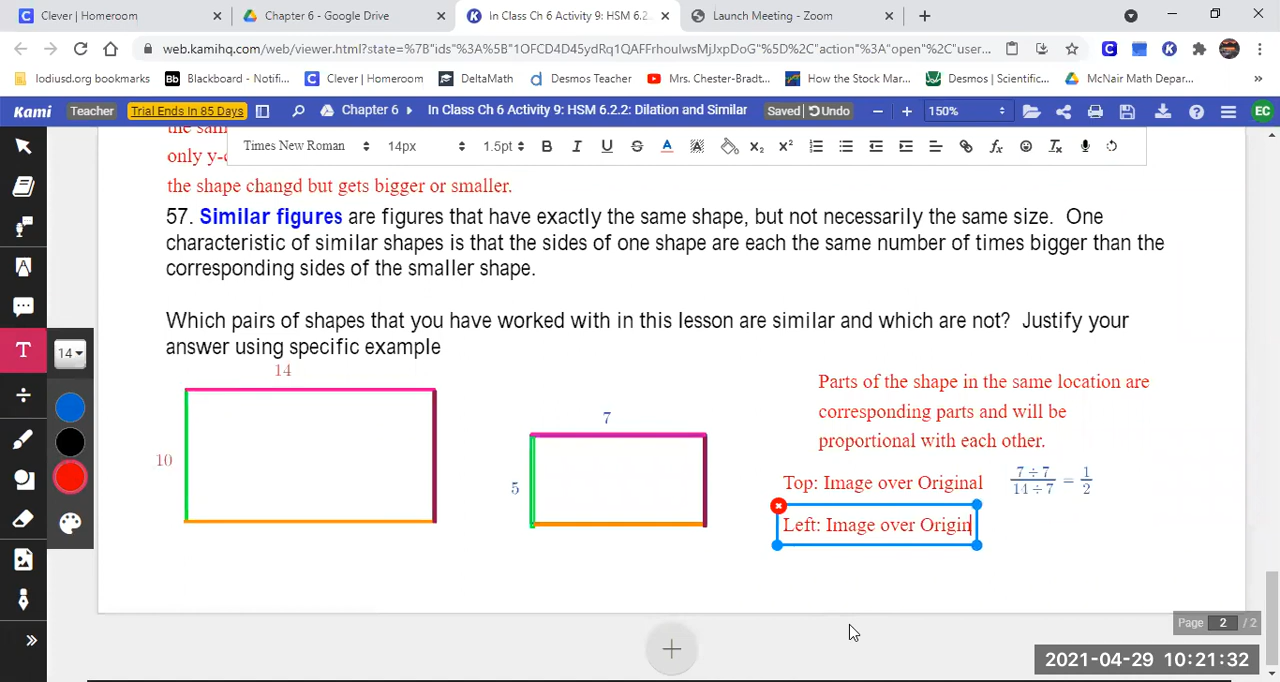 Clever | Homeroom
Chapter 6 - Google Drive
In Class Ch 6 Activity 9: HSM 6.2.2:
Launch Meeting - Zoom
web.kamihq.com/web/viewer.html?state=%7B"ids"%3A%5B"1OFCD4D45ydRq1QAFFrhoulwsMjJxpDoG"%5D%2C"action"%3A"open"%2C"user...
lodiusd.org bookmarks
Blackboard - Notifi...
Clever | Homeroom
DeltaMath
Desmos Teacher
Mrs. Chester-Bradt...
How the Stock Mar...
Desmos | Scientific...
McNair Math Depar...
Kami
Teacher
Trial Ends In 85 Days
Chapter 6
In Class Ch 6 Activity 9: HSM 6.2.2: Dilation and Similar
Saved
Undo
150%
EC
Times New Roman
14px
1.5pt
the sam
only y-c
the shape changd but gets bigger or smaller.
57. Similar figures are figures that have exactly the same shape, but not necessarily the same size. One
characteristic of similar shapes is that the sides of one shape are each the same number of times bigger than the
corresponding sides of the smaller shape.
Which pairs of shapes that you have worked with in this lesson are similar and which are not? Justify your
answer using specific example
14
14
10
7
5
Parts of the shape in the same location are
corresponding parts and will be
proportional with each other.
Top: Image over Original
7 ÷ 7
14 ÷ 7
= 1
2
Left: Image over Origin
Page 2 / 2
2021-04-29 10:21:32